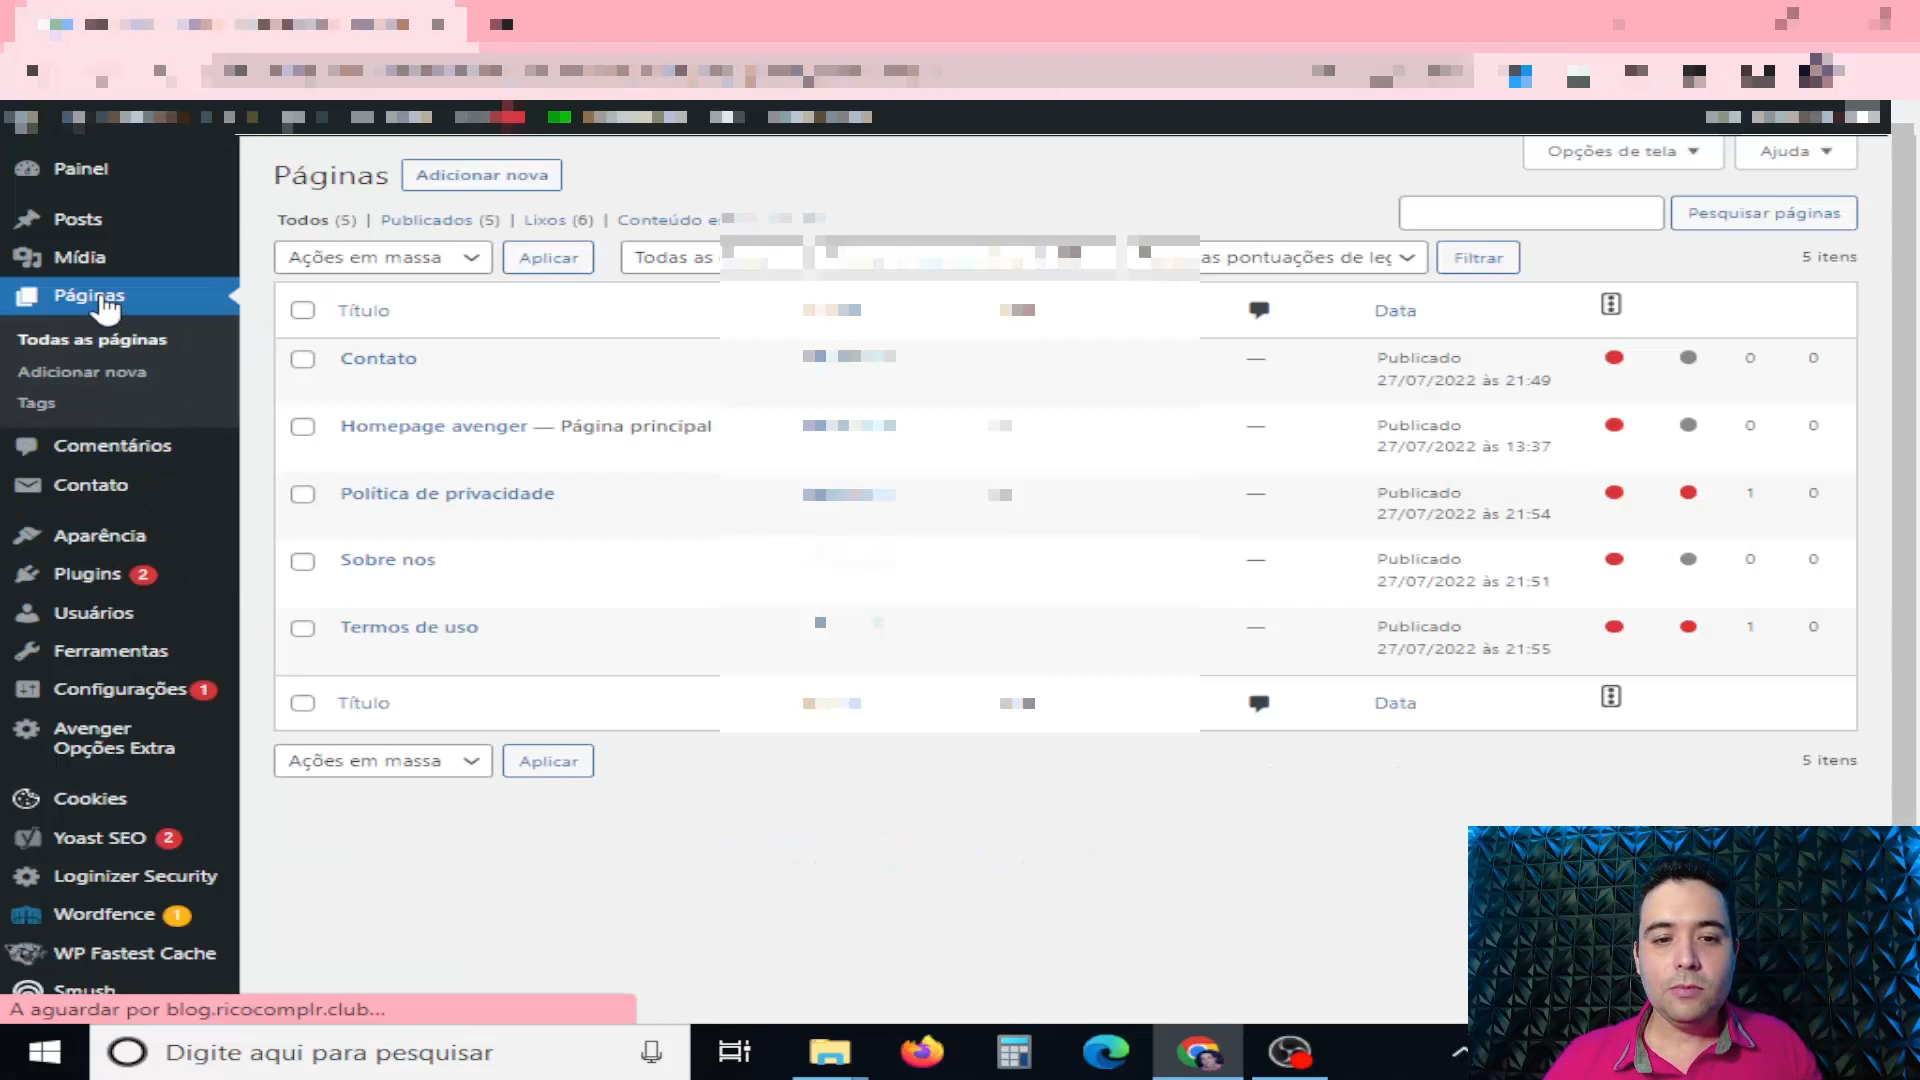 Painel
Posts
Mídia
Páginas
Todas as páginas
Adicionar nova
Tags
Comentários
Contato
Aparência
Plugins 2
Usuários
Ferramentas
Configurações 1
Avenger
Opções Extra
Cookies
Yoast SEO 2
Loginizer Security
Wordfence 1
WP Fastest Cache
Smush
Opções de tela
Ajuda
Páginas Adicionar nova
Todos (5) | Publicados (5) | Lixos (6) | Conteúdo
Pesquisar páginas
Ações em massa Aplicar Todas as as pontuações de Filtrar 5 itens
Título Data
Contato — Publicado 0 0
27/07/2022 às 21:49
Homepage avenger — Página principal — Publicado 0 0
27/07/2022 às 13:37
Política de privacidade — Publicado 1 0
27/07/2022 às 21:54
Sobre nos — Publicado 0 0
27/07/2022 às 21:51
Termos de uso — Publicado 1 0
27/07/2022 às 21:55
Título Data
Ações em massa Aplicar 5 itens
A aguardar por blog.ricocomplr.club...
Digite aqui para pesquisar